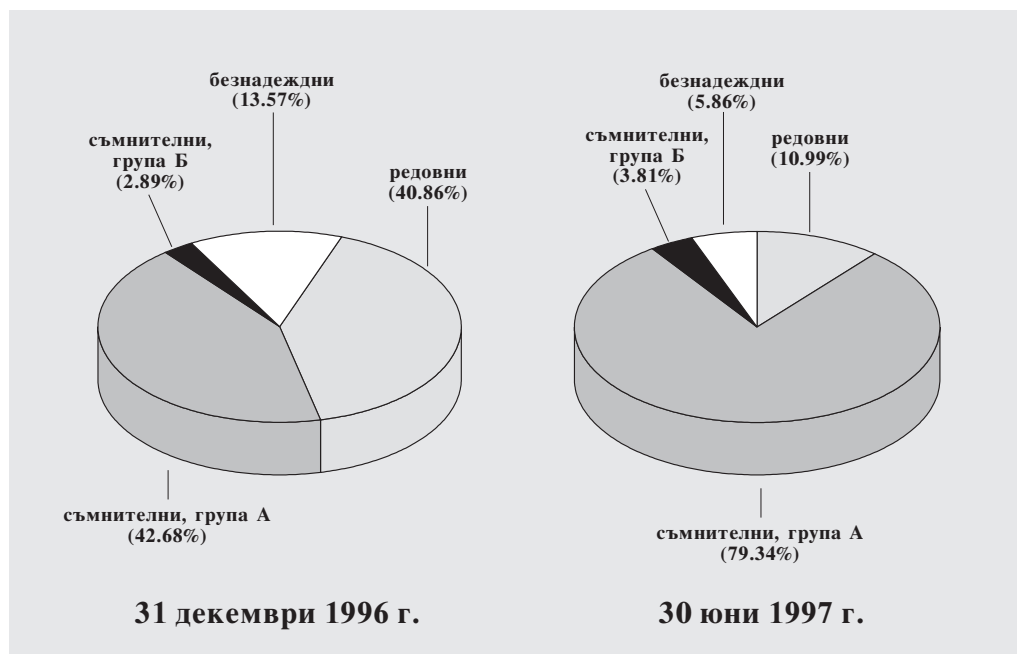 безнадеждни
(13.57%)
съмнителни,
група Б
(2.89%)
редовни
(40.86%)
съмнителни, група А
(42.68%)
31 декември 1996 г.
безнадеждни
(5.86%)
съмнителни,
група Б
(3.81%)
редовни
(10.99%)
съмнителни, група А
(79.34%)
30 юни 1997 г.